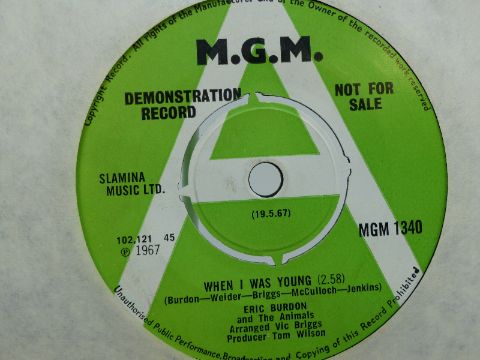 Copyright Record. All rights of the Manufacturer and of the Owner of the recorded work reserved
M.G.M.
DEMONSTRATION
RECORD
NOT FOR
SALE
SLAMINA
MUSIC LTD.
(19.5.67)
MGM 1340
102,121 45
℗ 1967
WHEN I WAS YOUNG (2.58)
(Burdon—Weider—Briggs—McCulloch—Jenkins)
ERIC BURDON
and The Animals
Arranged Vic Briggs
Producer Tom Wilson
Unauthorised Public Performance, Broadcasting and Copying of this Record Prohibited